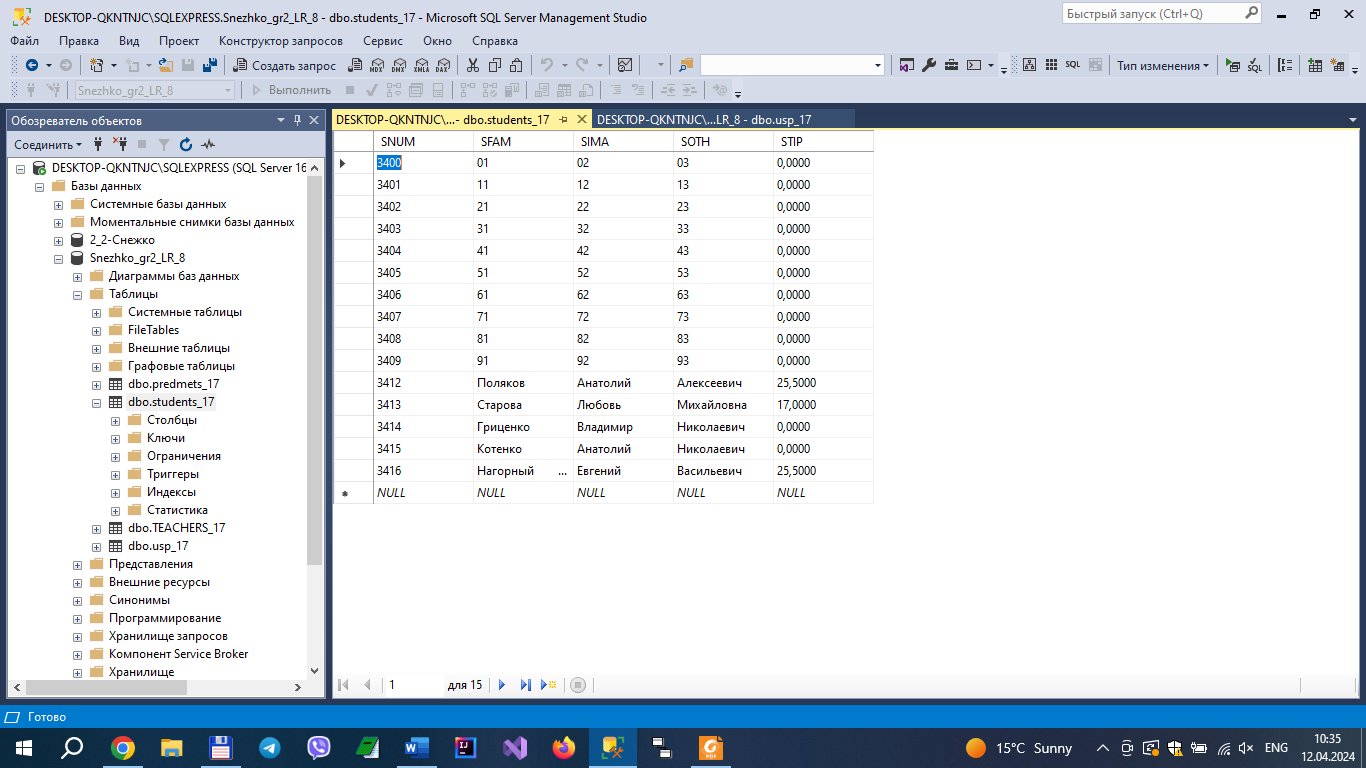 DESKTOP-QKNTNJC\SQLEXPRESS.Snezhko_gr2_LR_8 - dbo.students_17 - Microsoft SQL Server Management Studio
Быстрый запуск (Ctrl+Q)
Файл Правка Вид Проект Конструктор запросов Сервис Окно Справка
Создать запрос MDX DMX XMLA DAX SQL Тип изменения SQL
Snezhko_gr2_LR_8 Выполнить
Обозреватель объектов
Соединить
DESKTOP-QKNTNJC\SQLEXPRESS (SQL Server 16
Базы данных
Системные базы данных
Моментальные снимки базы данных
2_2-Снежко
Snezhko_gr2_LR_8
Диаграммы баз данных
Таблицы
Системные таблицы
FileTables
Внешние таблицы
Графовые таблицы
dbo.predmets_17
dbo.students_17
Столбцы
Ключи
Ограничения
Триггеры
Индексы
Статистика
dbo.TEACHERS_17
dbo.usp_17
Представления
Внешние ресурсы
Синонимы
Программирование
Хранилище запросов
Компонент Service Broker
Хранилище
DESKTOP-QKNTNJC\...- dbo.students_17 DESKTOP-QKNTNJC\...LR_8 - dbo.usp_17
SNUM SFAM SIMA SOTH STIP
3400 01 02 03 0,0000
3401 11 12 13 0,0000
3402 21 22 23 0,0000
3403 31 32 33 0,0000
3404 41 42 43 0,0000
3405 51 52 53 0,0000
3406 61 62 63 0,0000
3407 71 72 73 0,0000
3408 81 82 83 0,0000
3409 91 92 93 0,0000
3412 Поляков Анатолий Алексеевич 25,5000
3413 Старова Любовь Михайловна 17,0000
3414 Гриценко Владимир Николаевич 0,0000
3415 Котенко Анатолий Николаевич 0,0000
3416 Нагорный ... Евгений Васильевич 25,5000
NULL NULL NULL NULL NULL
1 для 15
Готово
15°C Sunny ENG 10:35
12.04.2024